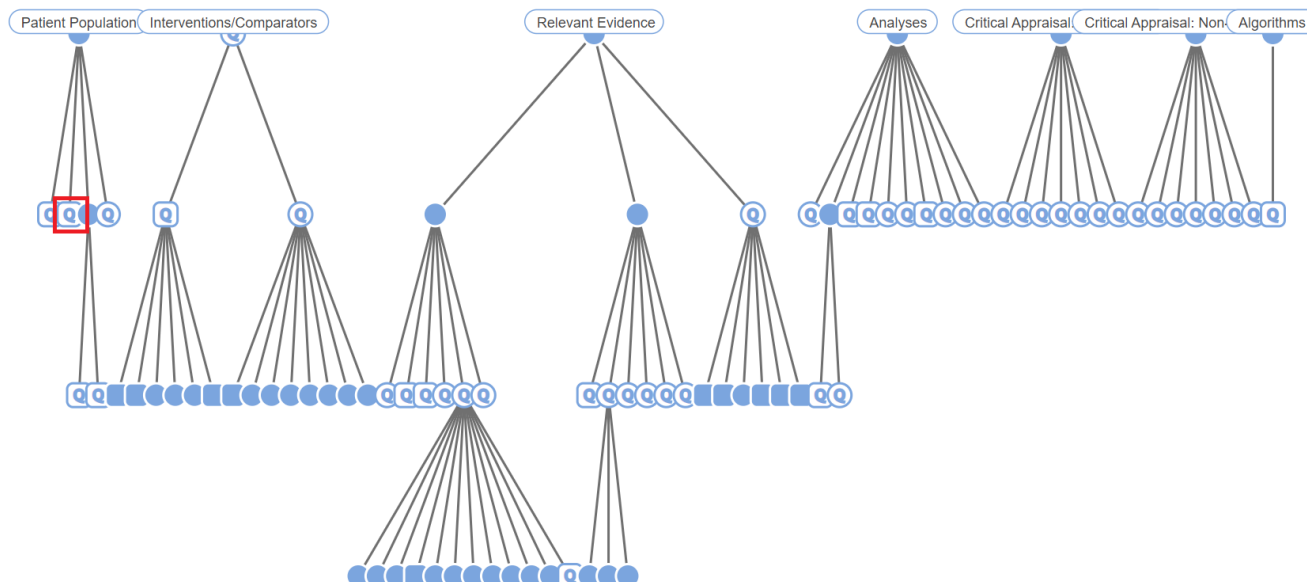 Patient Population
Interventions/Comparators
Relevant Evidence
Analyses
Critical Appraisal:
Critical Appraisal: Non-
Algorithms
Q
Q Q Q Q Q Q Q Q Q Q Q Q Q Q Q Q Q Q Q Q Q Q Q Q Q Q Q Q Q Q
Q Q Q Q Q Q Q Q Q Q Q Q Q Q Q Q
Q